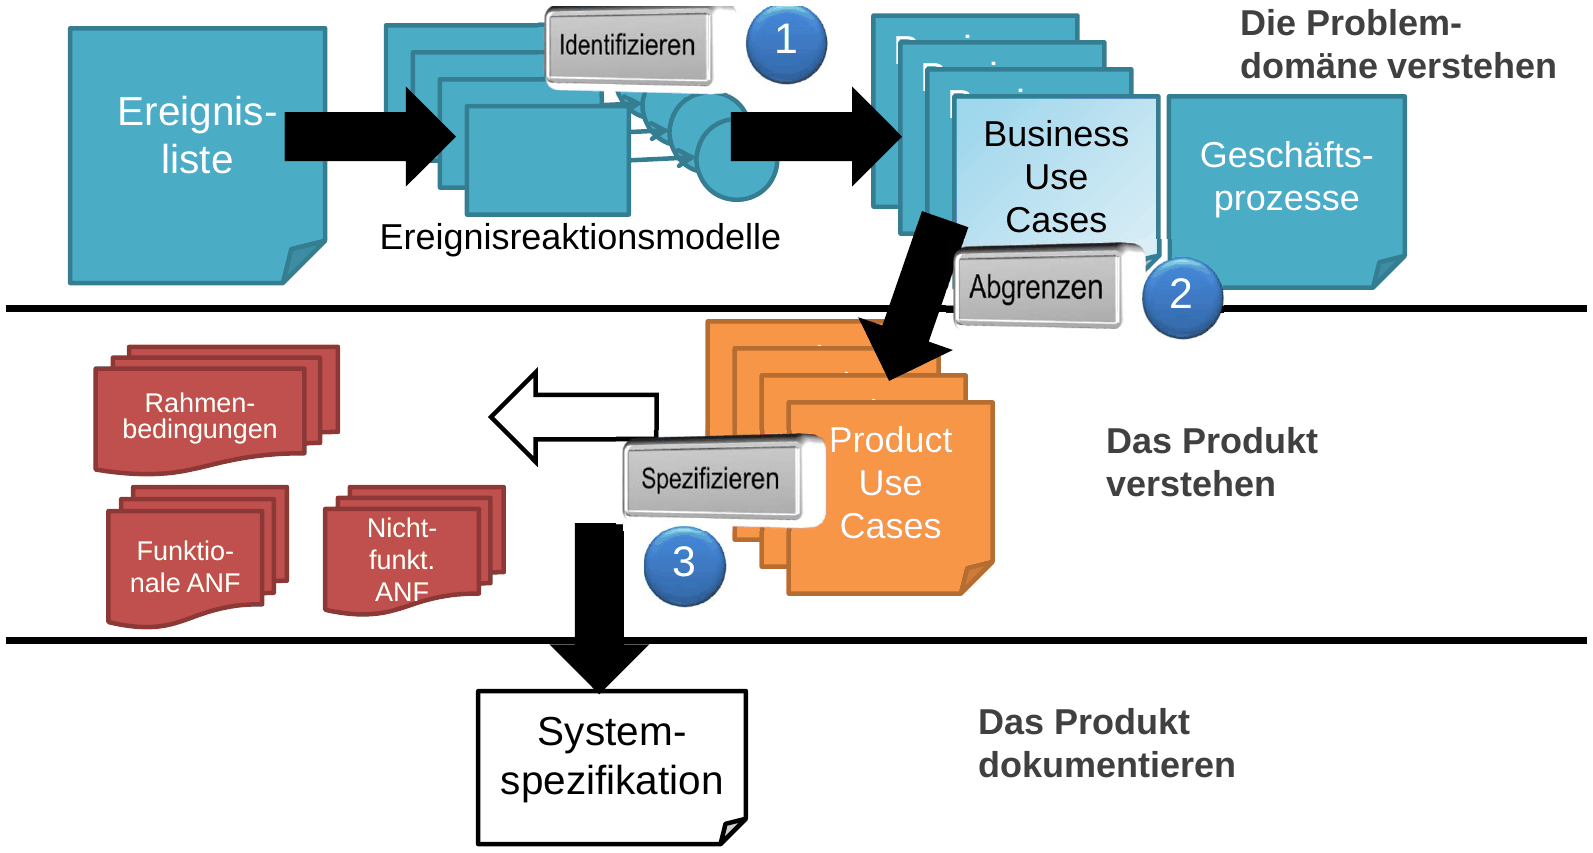 Die Problem-
domäne verstehen
Ereignis-
liste
Identifizieren
1
Ereignisreaktionsmodelle
Business
Use
Cases
Geschäfts-
prozesse
Abgrenzen
2
Rahmen-
bedingungen
Funktio-
nale ANF
Nicht-
funkt.
ANF
Spezifizieren
3
Product
Use
Cases
Das Produkt
verstehen
System-
spezifikation
Das Produkt
dokumentieren